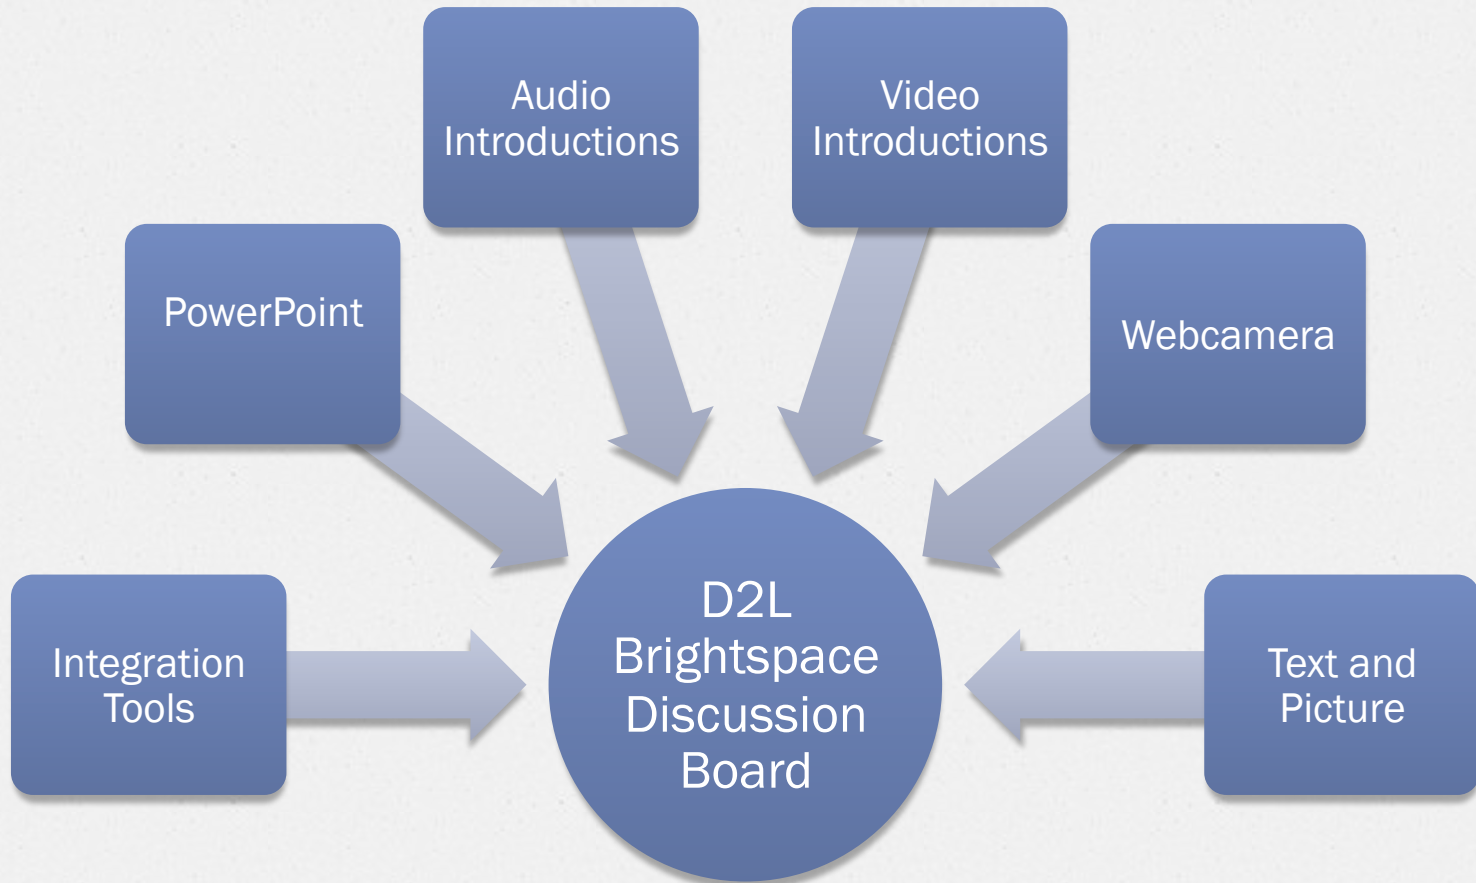 Audio
Introductions
Video
Introductions
PowerPoint
Webcamera
Integration
Tools
D2L
Brightspace
Discussion
Board
Text and
Picture